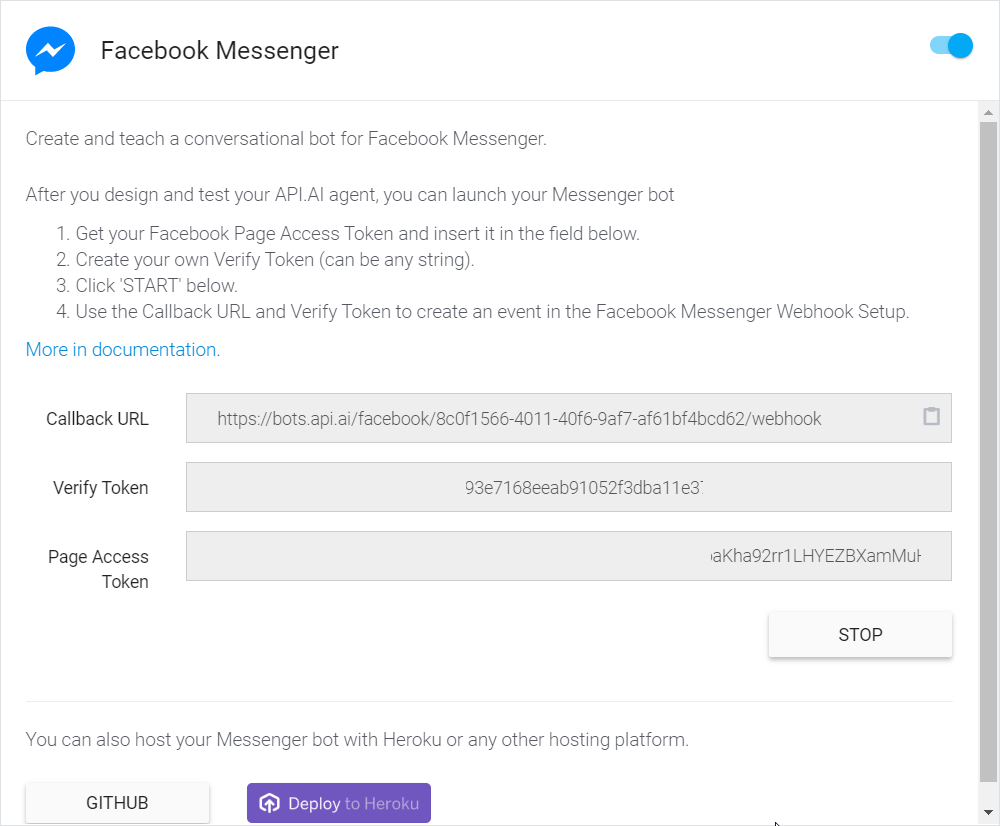 Facebook Messenger
Create and teach a conversational bot for Facebook Messenger.
After you design and test your API.AI agent, you can launch your Messenger bot
1. Get your Facebook Page Access Token and insert it in the field below.
2. Create your own Verify Token (can be any string).
3. Click 'START' below.
4. Use the Callback URL and Verify Token to create an event in the Facebook Messenger Webhook Setup.
More in documentation.
Callback URL https://bots.api.ai/facebook/8c0f1566-4011-40f6-9af7-af61bf4bcd62/webhook
Verify Token 93e7168eeab91052f3dba11e3
Page Access aKha92rr1LHYEZBXamMu
Token
STOP
You can also host your Messenger bot with Heroku or any other hosting platform.
GITHUB Deploy to Heroku